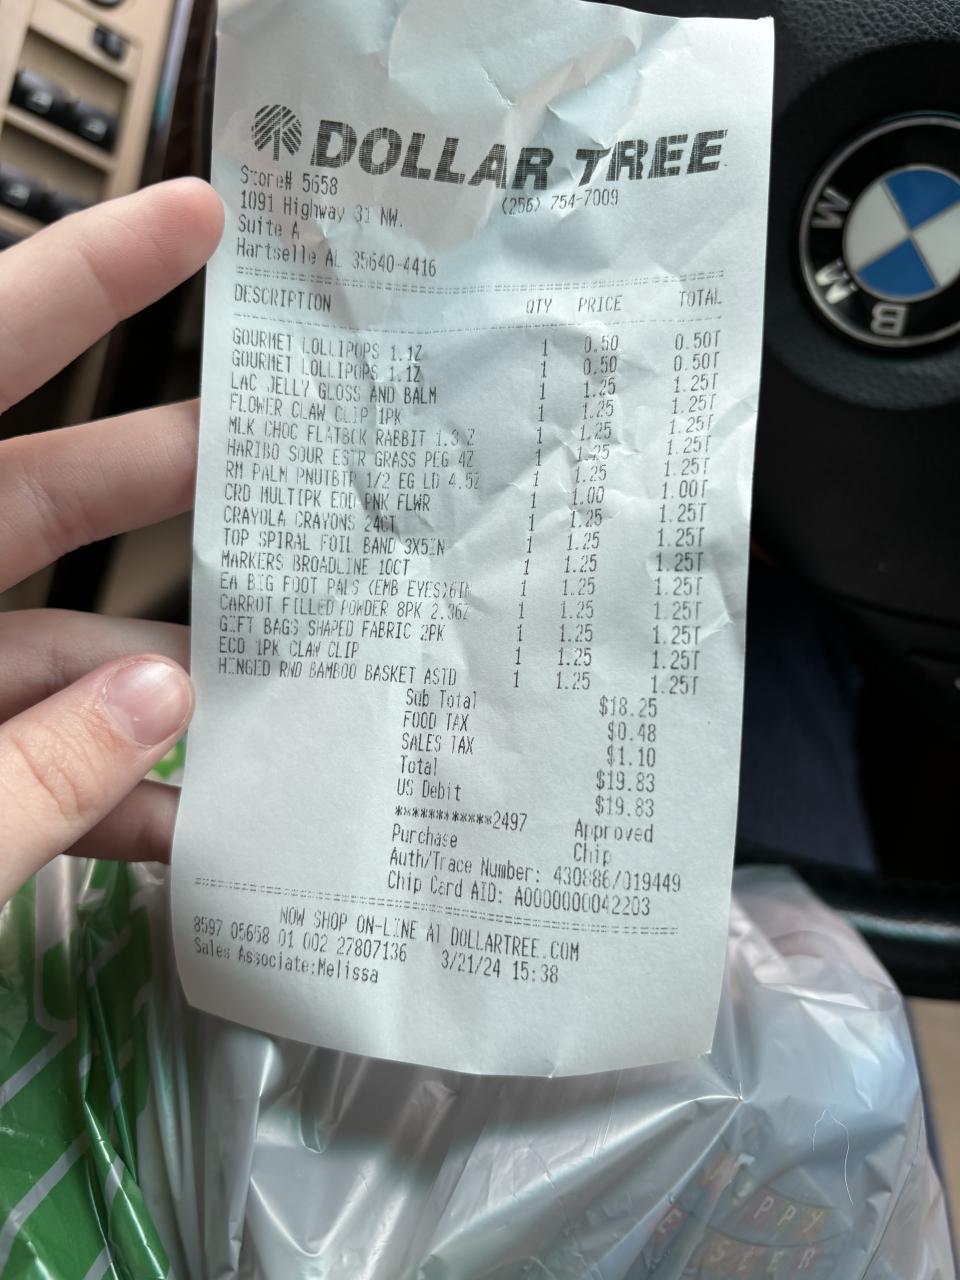 DOLLAR TREE
Store# 5658 (256) 754-7009
1091 Highway 31 NW.
Suite A
Hartselle AL 35640-4416
DESCRIPTION QTY PRICE TOTAL
GOURMET LOLLIPOPS 1.1Z 1 0.50 0.50T
GOURMET LOLLIPOPS 1.1Z 1 0.50 0.50T
LAC JELLY GLOSS AND BALM 1 1.25 1.25T
FLOWER CLAW CLIP 1PK 1 1.25 1.25T
MLK CHOC FLATBCK RABBIT 1.3 Z 1 1.25 1.25T
HARIBO SOUR ESTR GRASS PEG 4Z 1 1.25 1.25T
RM PALM PNUTBTR 1/2 EG LD 4.5Z 1 1.25 1.25T
CRD MULTIPK EDD PNK FLWR 1 1.00 1.00T
CRAYOLA CRAYONS 24CT 1 1.25 1.25T
TOP SPIRAL FOIL BAND 3X5IN 1 1.25 1.25T
MARKERS BROADLINE 10CT 1 1.25 1.25T
EA BIG FOOT PALS (EMB EYES)6IN 1 1.25 1.25T
CARROT FILLED POWDER 8PK 2.36Z 1 1.25 1.25T
GIFT BAGS SHAPED FABRIC 2PK 1 1.25 1.25T
ECO 1PK CLAW CLIP 1 1.25 1.25T
HINGED RND BAMBOO BASKET ASTD 1 1.25 1.25T
Sub Total $18.25
FOOD TAX $0.48
SALES TAX $1.10
Total $19.83
US Debit $19.83
************2497 Approved
Purchase Chip
Auth/Trace Number: 430886/019449
Chip Card AID: A0000000042203
NOW SHOP ON-LINE AT DOLLARTREE.COM
8597 05658 01 002 27807136 3/21/24 15:38
Sales Associate:Melissa
BMW